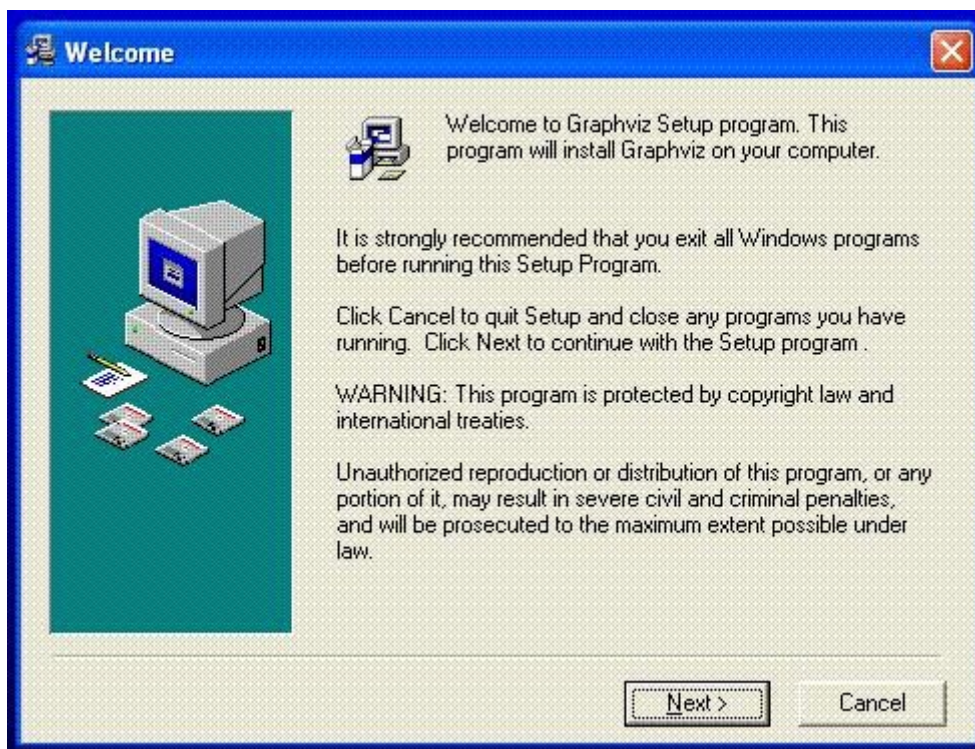 Welcome
Welcome to Graphviz Setup program. This
program will install Graphviz on your computer.
It is strongly recommended that you exit all Windows programs
before running this Setup Program.
Click Cancel to quit Setup and close any programs you have
running.  Click Next to continue with the Setup program .
WARNING: This program is protected by copyright law and
international treaties.
Unauthorized reproduction or distribution of this program, or any
portion of it, may result in severe civil and criminal penalties,
and will be prosecuted to the maximum extent possible under
law.
Next >
Cancel